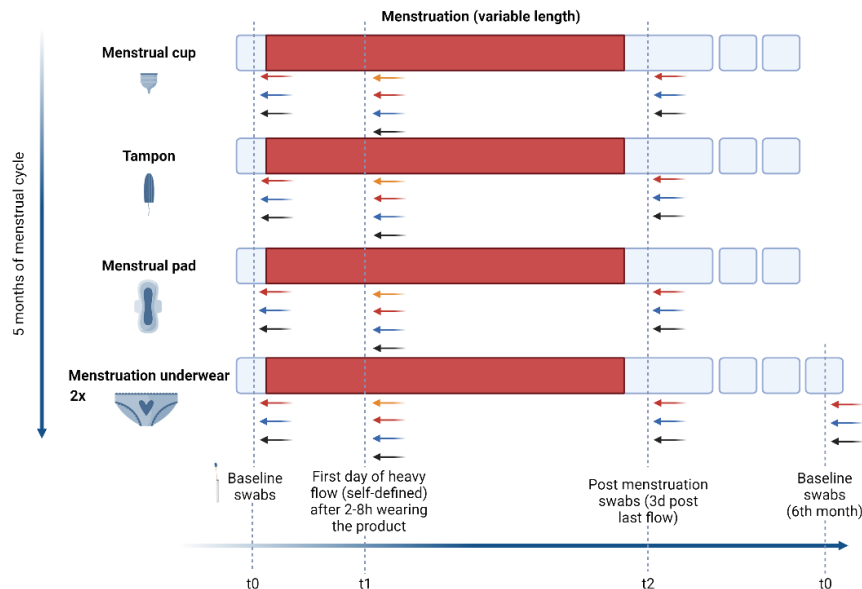 Menstruation (variable length)
Menstrual cup
Tampon
Menstrual pad
Menstruation underwear
2x
5 months of menstrual cycle
Baseline
swabs
First day of heavy
flow (self-defined)
after 2-8h wearing
the product
Post menstruation
swabs (3d post
last flow)
Baseline
swabs
(6th month)
t0
t1
t2
t0